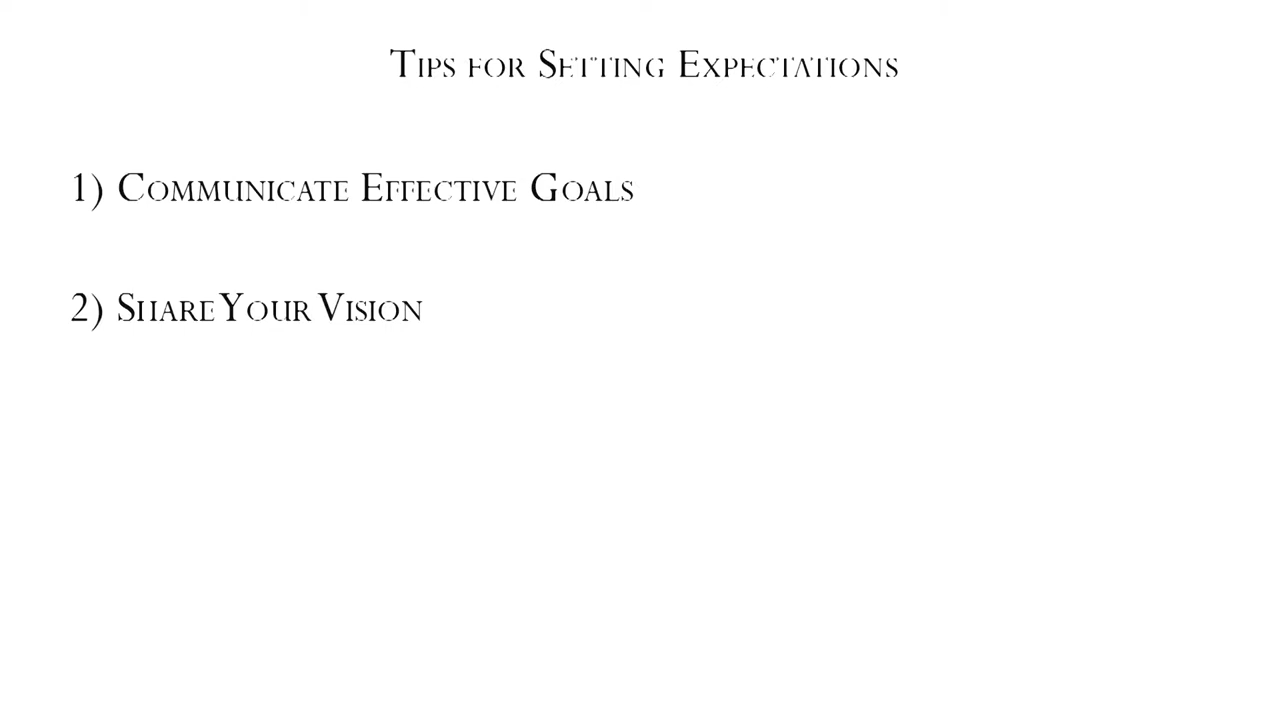 Tips for Setting Expectations
1) Communicate Effective Goals
2) Share Your Vision